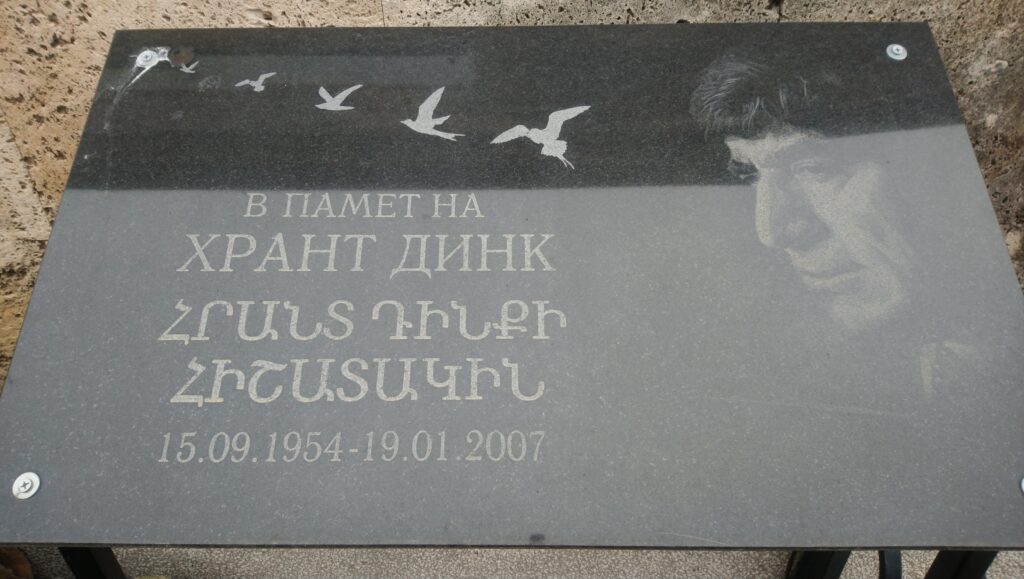 В ПАМЕТ НА
ХРАНТ ДИНК
ՀՐԱՆՏ ԴԻՆՔԻ
ՀԻՇԱՏԱԿԻՆ
15.09.1954-19.01.2007